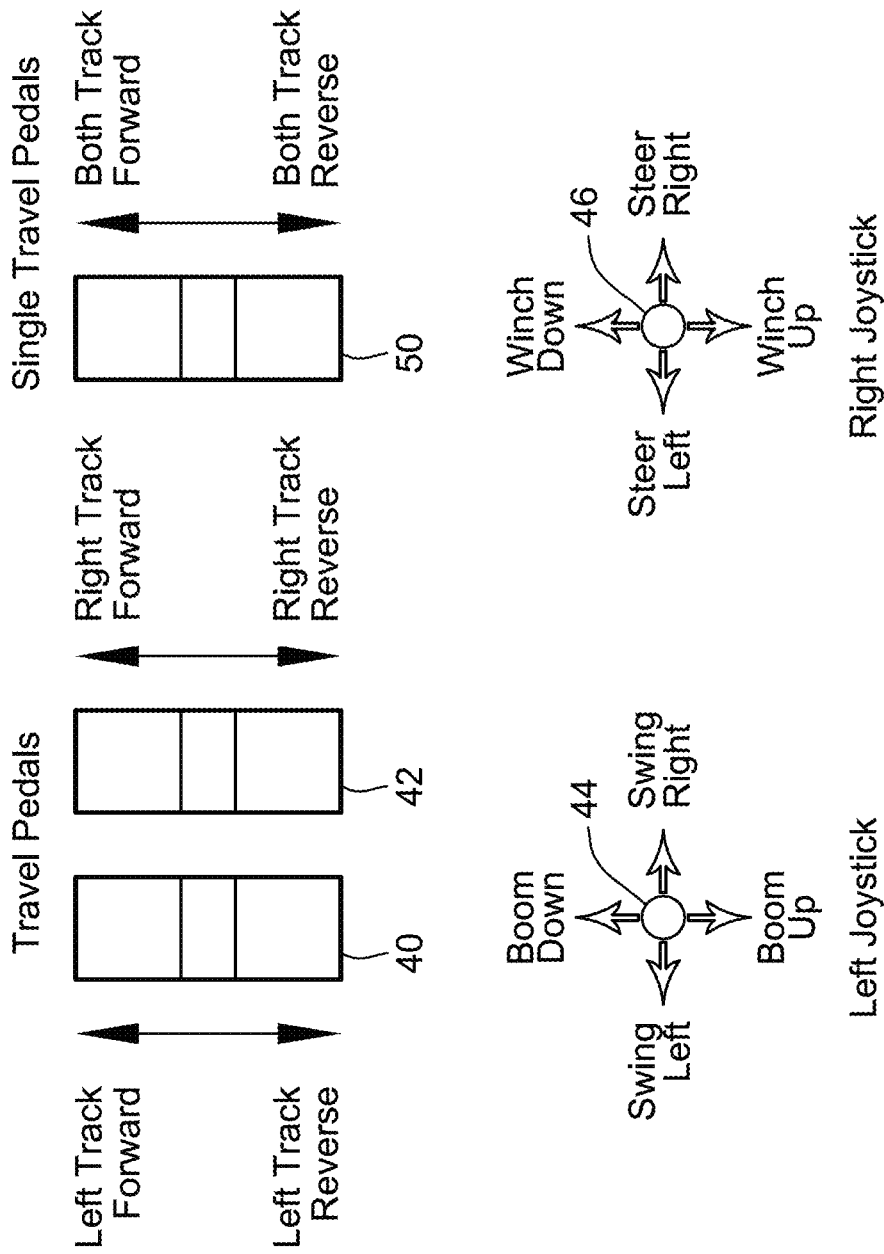 Travel Pedals
Single Travel Pedals
Left Track
Forward
Left Track
Reverse
40
42
Right Track
Forward
Right Track
Reverse
50
Both Track
Forward
Both Track
Reverse
Boom
Down
44
Swing
Left
Swing
Right
Boom
Up
Left Joystick
Winch
Down
46
Steer
Left
Steer
Right
Winch
Up
Right Joystick